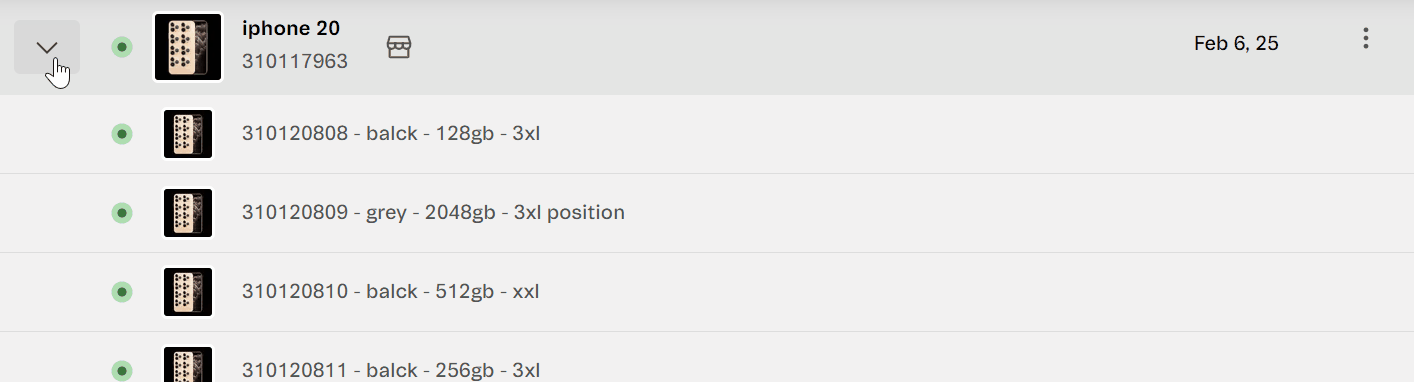 iphone 20
310117963
Feb 6, 25
310120808 - balck - 128gb - 3xl
310120809 - grey - 2048gb - 3xl position
310120810 - balck - 512gb - xxl
310120811 - balck - 256gb - 3xl